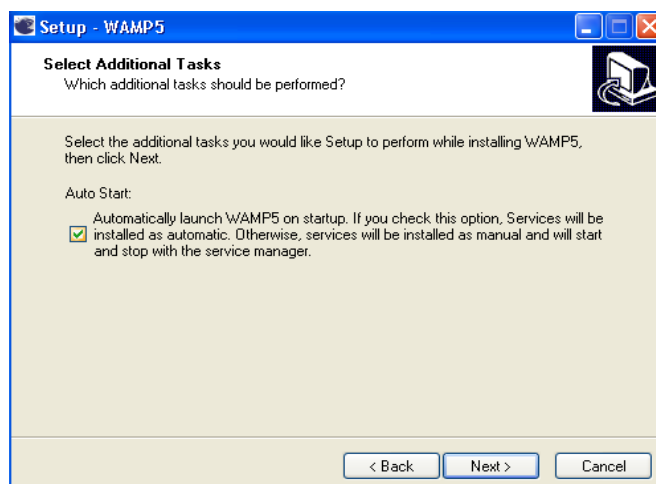 Setup - WAMP5
Select Additional Tasks
Which additional tasks should be performed?
Select the additional tasks you would like Setup to perform while installing WAMP5,
then click Next.
Auto Start:
Automatically launch WAMP5 on startup. If you check this option, Services will be
installed as automatic. Otherwise, services will be installed as manual and will start
and stop with the service manager.
< Back Next > Cancel